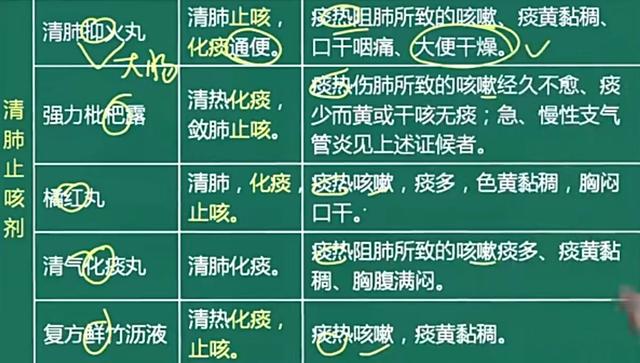 清肺止咳剂
清肺抑火丸
大肠
清肺止咳，
化痰通便。
痰热阻肺所致的咳嗽、痰黄黏稠、
口干咽痛、大便干燥。
强力枇杷露
清热化痰，
敛肺止咳。
痰热伤肺所致的咳嗽经久不愈、痰
少而黄或干咳无痰；急、慢性支气
管炎见上述证候者。
橘红丸
清肺，化痰，
止咳。
痰热咳嗽，痰多，色黄黏稠，胸闷
口干。
清气化痰丸
清肺化痰。
痰热阻肺所致的咳嗽痰多、痰黄黏
稠、胸腹满闷。
复方鲜竹沥液
清热化痰，
止咳。
痰热咳嗽，痰黄黏稠。